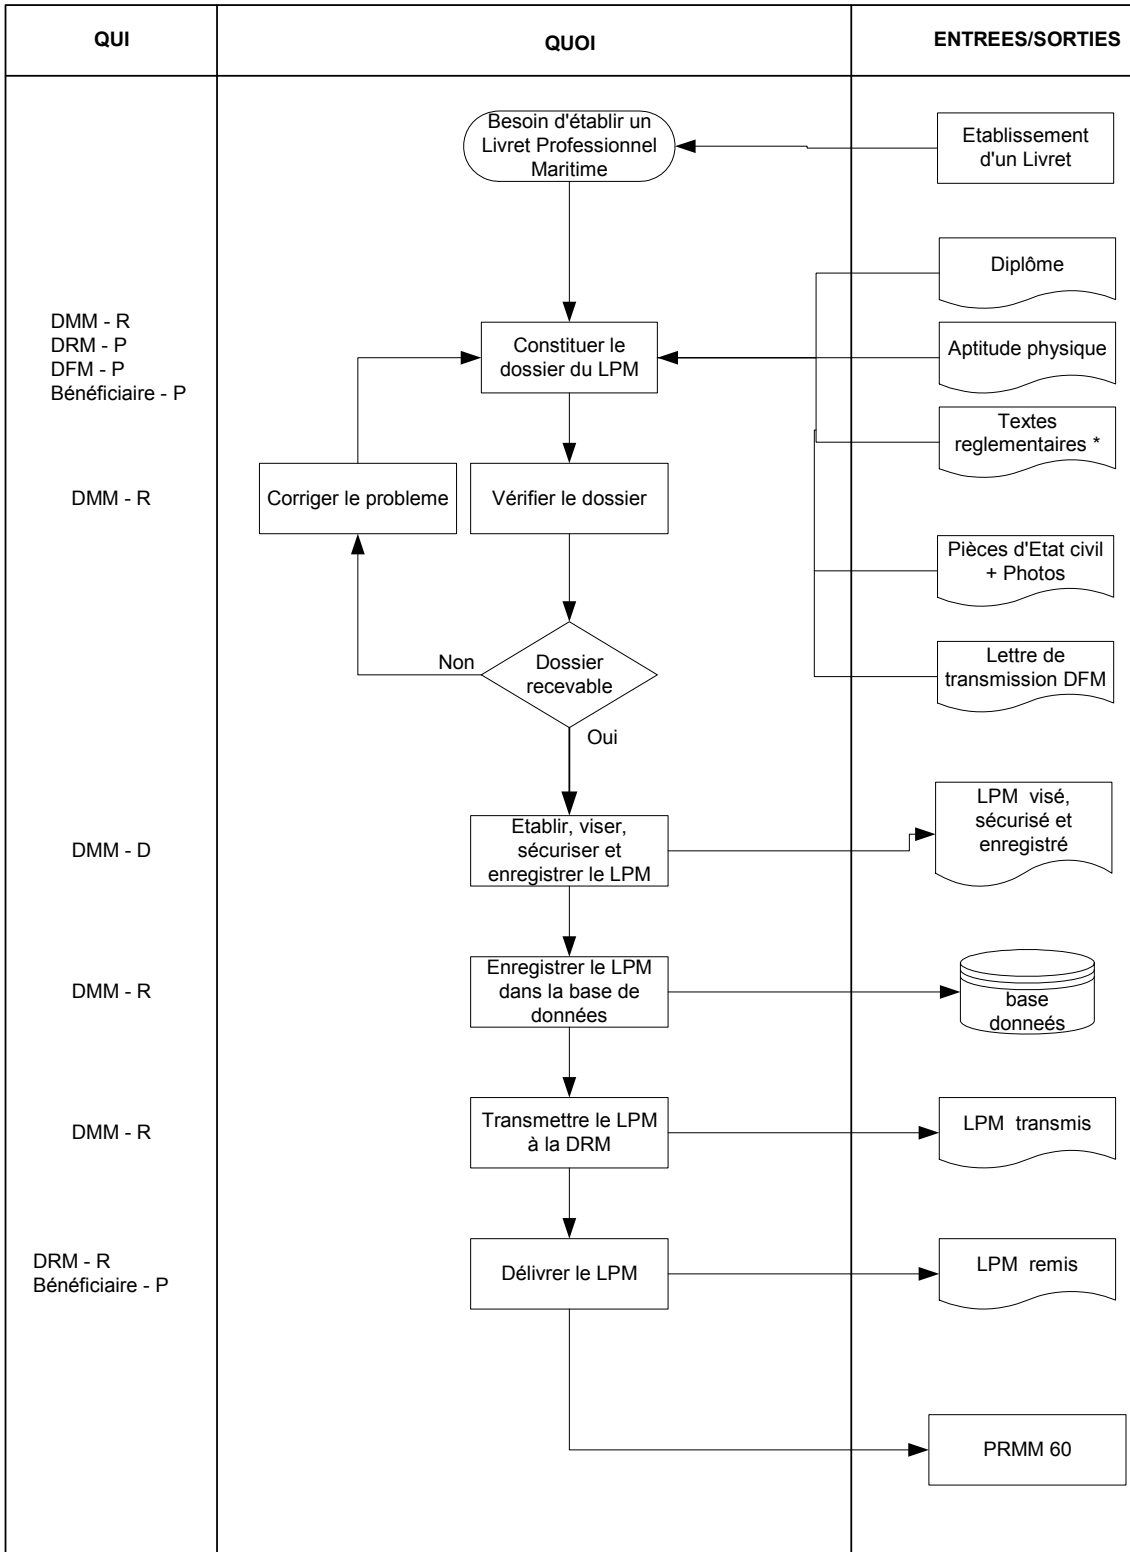 QUI
QUOI
ENTREES/SORTIES
Besoin d'établir un
Livret Professionnel
Maritime
Etablissement
d'un Livret
Diplôme
DMM - R
DRM - P
DFM - P
Bénéficiaire - P
Constituer le
dossier du LPM
Aptitude physique
Textes
reglementaires *
DMM - R
Corriger le probleme
Vérifier le dossier
Pièces d'Etat civil
+ Photos
Non
Dossier
recevable
Oui
Lettre de
transmission DFM
DMM - D
Etablir, viser,
sécuriser et
enregistrer le LPM
LPM visé,
sécurisé et
enregistré
DMM - R
Enregistrer le LPM
dans la base de
données
base
donneés
DMM - R
Transmettre le LPM
à la DRM
LPM transmis
DRM - R
Bénéficiaire - P
Délivrer le LPM
LPM remis
PRMM 60